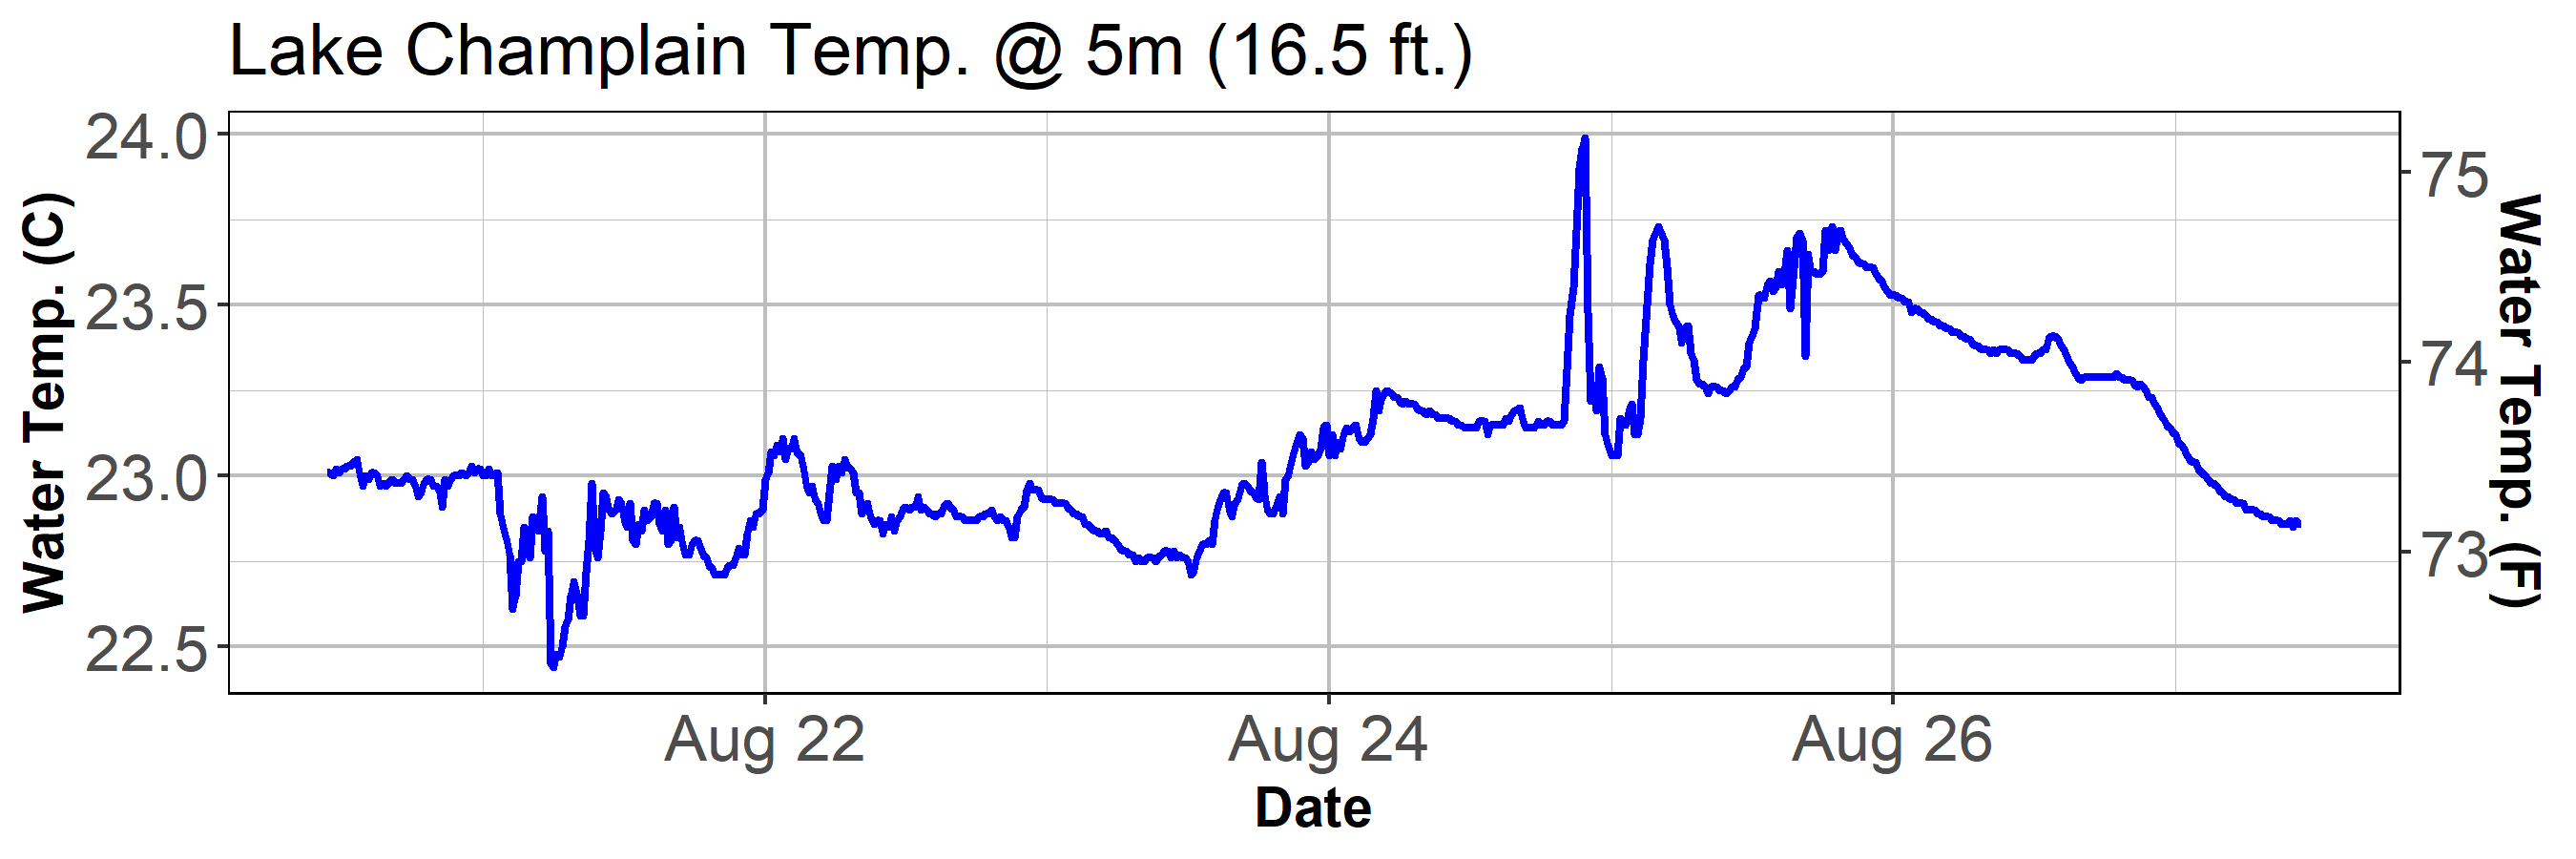 Lake Champlain Temp. @ 5m (16.5 ft.)
24.0
23.5
23.0
22.5
Water Temp. (C)
75
74
73
Water Temp. (F)
Aug 22
Aug 24
Aug 26
Date